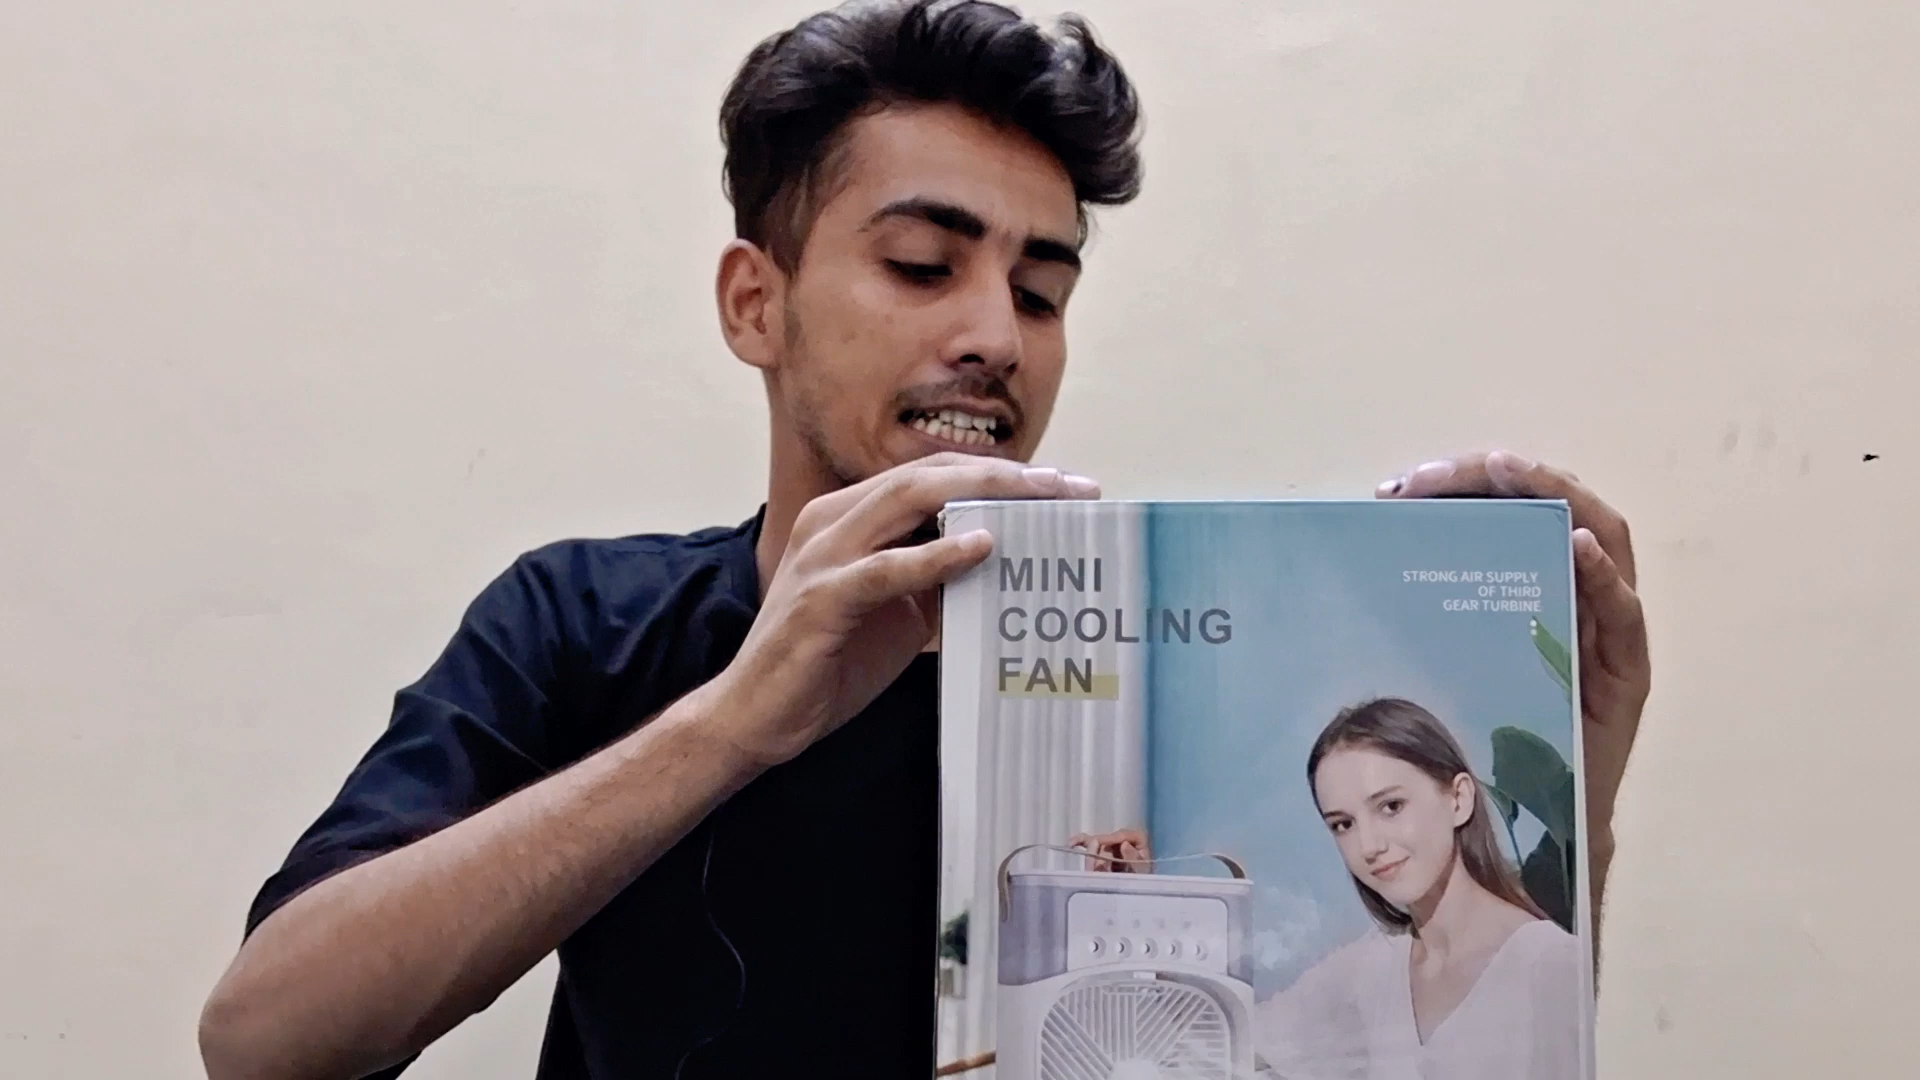 MINI
COOLING
FAN
STRONG AIR SUPPLY
OF THIRD
GEAR TURBINE